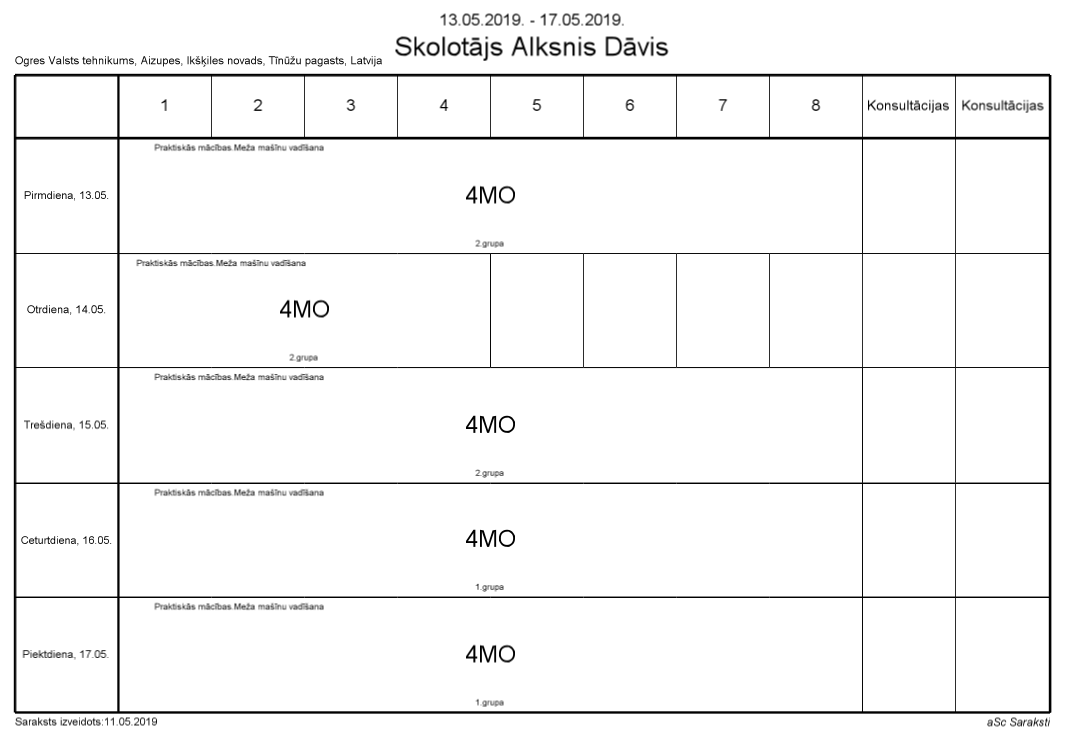 13.05.2019. - 17.05.2019.
Skolotājs Alksnis Dāvis
Ogres Valsts tehnikums, Aizupes, Ikšķiles novads, Tīnūžu pagasts, Latvija
1 2 3 4 5 6 7 8 Konsultācijas Konsultācijas
Praktiskās mācības.Meža mašīnu vadīšana
Pirmdiena, 13.05. 4MO
2.grupa
Praktiskās mācības.Meža mašīnu vadīšana
Otrdiena, 14.05. 4MO
2.grupa
Praktiskās mācības.Meža mašīnu vadīšana
Trešdiena, 15.05. 4MO
2.grupa
Praktiskās mācības.Meža mašīnu vadīšana
Ceturtdiena, 16.05. 4MO
1.grupa
Praktiskās mācības.Meža mašīnu vadīšana
Piektdiena, 17.05. 4MO
1.grupa
Saraksts izveidots:11.05.2019 aSc Saraksti